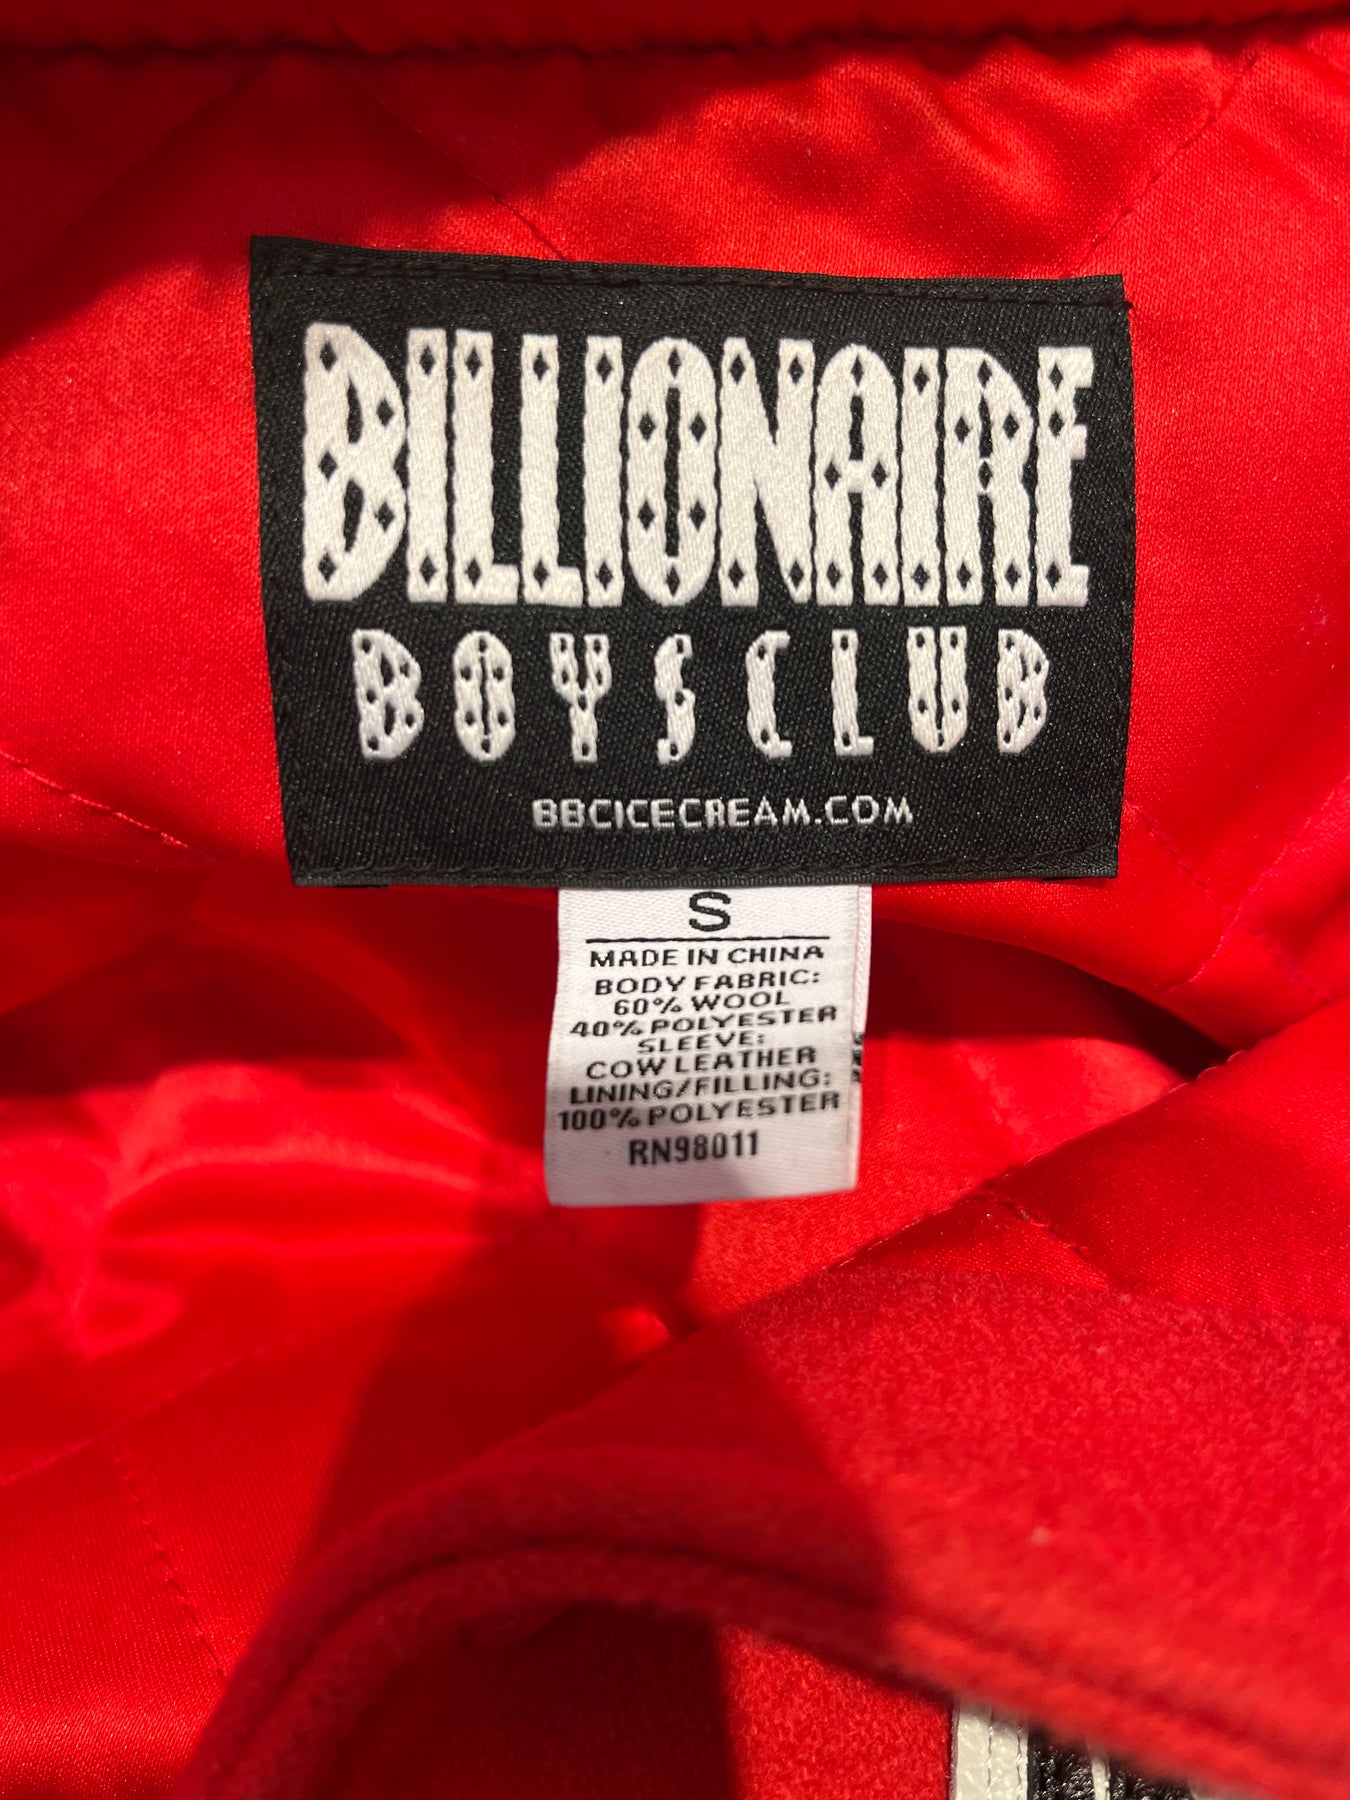 BILLIONAIRE
BOYS CLUB
BBCICECREAM.COM
S
MADE IN CHINA
BODY FABRIC:
60% WOOL
40% POLYESTER
SLEEVE:
COW LEATHER
LINING/FILLING:
100% POLYESTER
RN98011